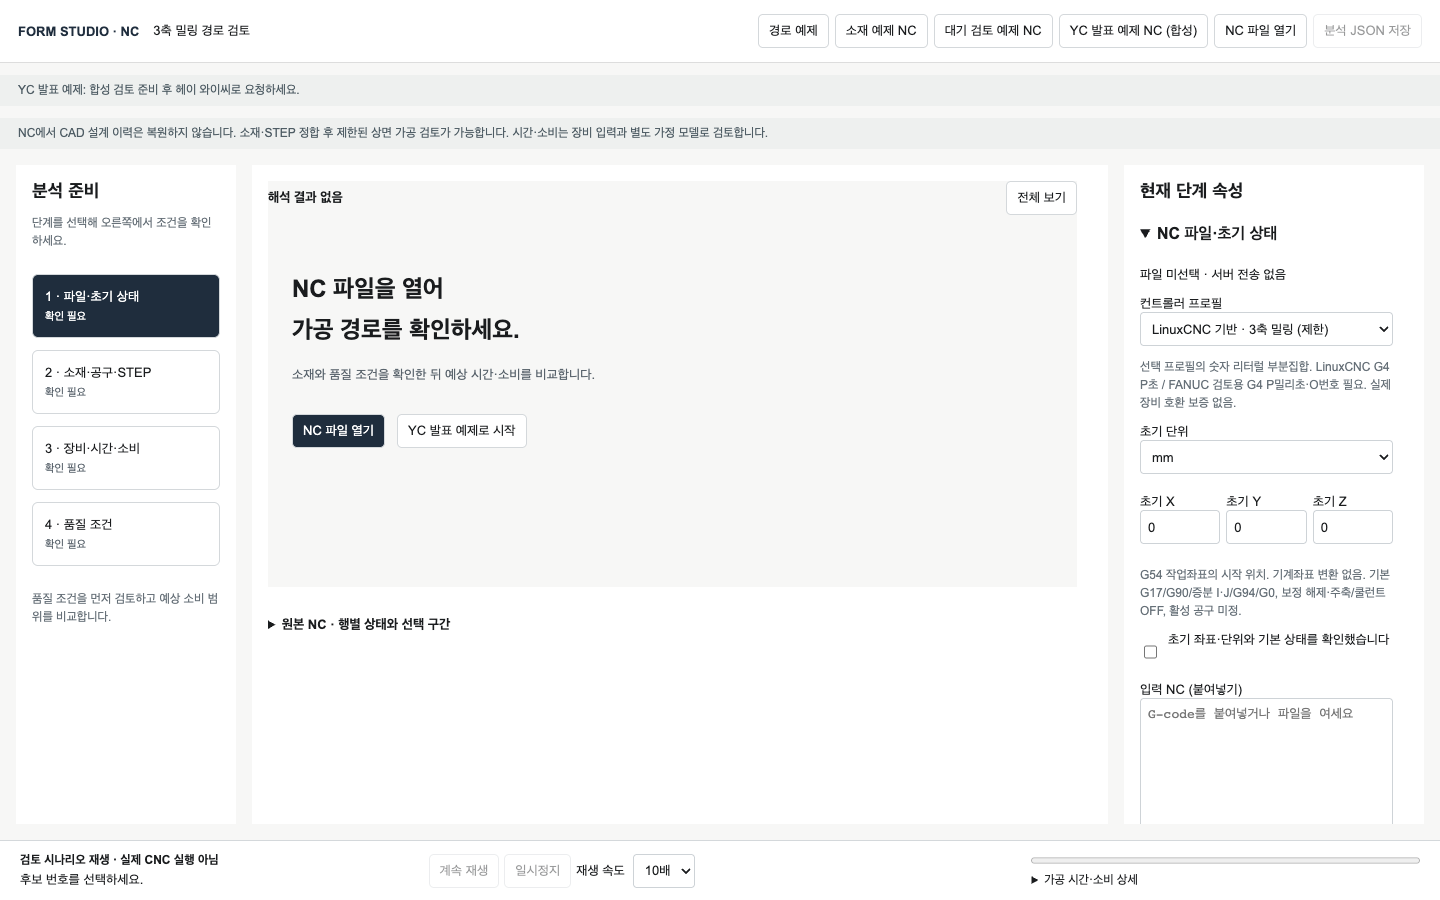 FORM STUDIO · NC 3축 밀링 경로 검토
경로 예제 소재 예제 NC 대기 검토 예제 NC YC 발표 예제 NC (합성) NC 파일 열기 분석 JSON 저장
YC 발표 예제: 합성 검토 준비 후 헤이 와이씨로 요청하세요.
NC에서 CAD 설계 이력은 복원하지 않습니다. 소재·STEP 정합 후 제한된 상면 가공 검토가 가능합니다. 시간·소비는 장비 입력과 별도 가정 모델로 검토합니다.
분석 준비
단계를 선택해 오른쪽에서 조건을 확인
하세요.
1 · 파일·초기 상태
확인 필요
2 · 소재·공구·STEP
확인 필요
3 · 장비·시간·소비
확인 필요
4 · 품질 조건
확인 필요
품질 조건을 먼저 검토하고 예상 소비 범
위를 비교합니다.
해석 결과 없음
전체 보기
NC 파일을 열어
가공 경로를 확인하세요.
소재와 품질 조건을 확인한 뒤 예상 시간·소비를 비교합니다.
NC 파일 열기 YC 발표 예제로 시작
▶ 원본 NC · 행별 상태와 선택 구간
현재 단계 속성
▼ NC 파일·초기 상태
파일 미선택 · 서버 전송 없음
컨트롤러 프로필
LinuxCNC 기반 · 3축 밀링 (제한)
선택 프로필의 숫자 리터럴 부분집합. LinuxCNC G4
P초 / FANUC 검토용 G4 P밀리초·O번호 필요. 실제
장비 호환 보증 없음.
초기 단위
mm
초기 X 초기 Y 초기 Z
0 0 0
G54 작업좌표의 시작 위치. 기계좌표 변환 없음. 기본
G17/G90/증분 I·J/G94/G0, 보정 해제·주축/쿨런트
OFF, 활성 공구 미정.
초기 좌표·단위와 기본 상태를 확인했습니다
입력 NC (붙여넣기)
G-code를 붙여넣거나 파일을 여세요
검토 시나리오 재생 · 실제 CNC 실행 아님
후보 번호를 선택하세요.
계속 재생 일시정지 재생 속도 10배
▶ 가공 시간·소비 상세